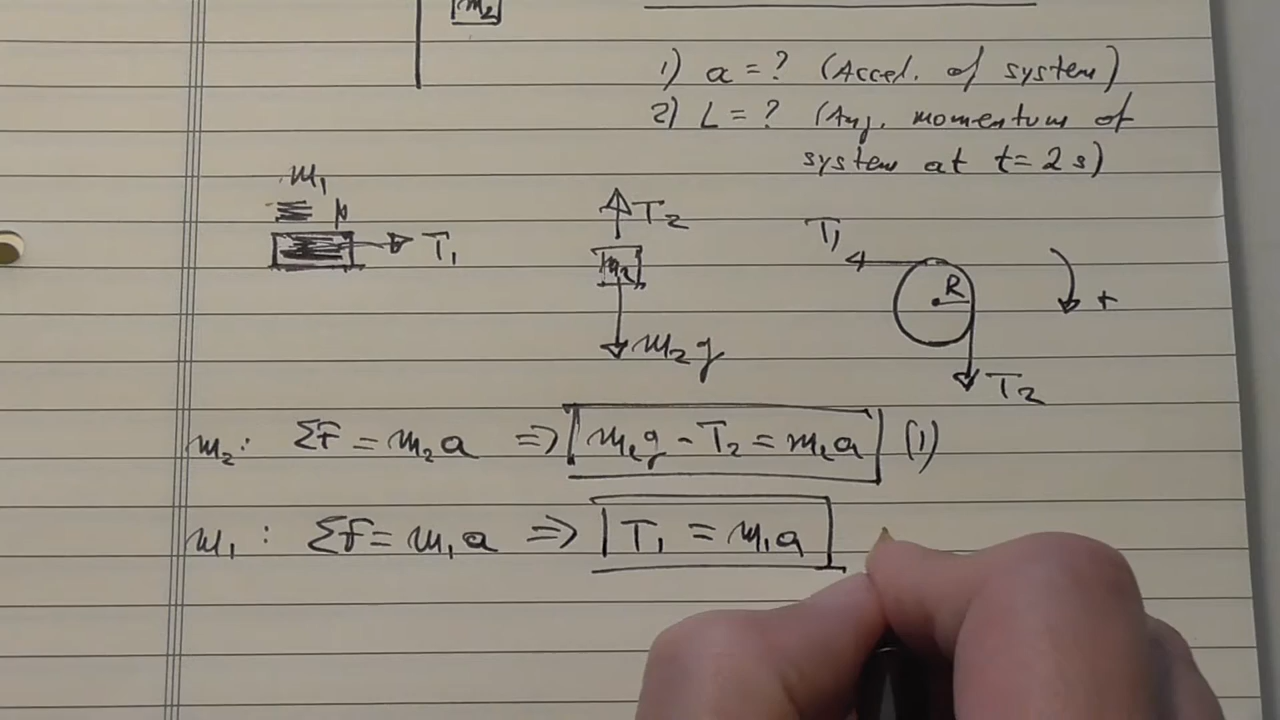 m₂
1) a = ? (Accel. of system)
2) L = ? (Ang. momentum of
system at t = 2 s)
m₁
T₁
T₂
m₂
m₂g
T₁
R
+
T₂
m₂: ΣF = m₂a => m₂g - T₂ = m₂a (1)
m₁: ΣF = m₁a => T₁ = m₁a